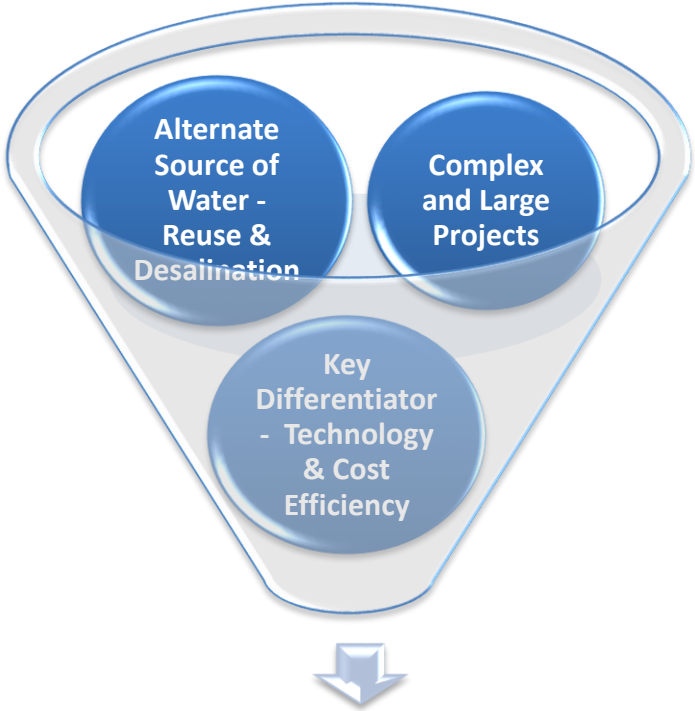 Alternate
Source of
Water -
Reuse &
Desalination
Complex
and Large
Projects
Key
Differentiator
- Technology
& Cost
Efficiency